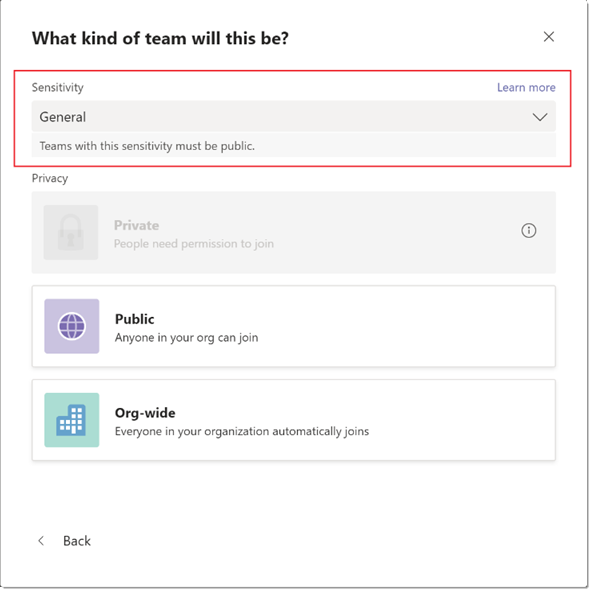 What kind of team will this be?
Sensitivity
Learn more
General
Teams with this sensitivity must be public.
Privacy
Private
People need permission to join
Public
Anyone in your org can join
Org-wide
Everyone in your organization automatically joins
Back